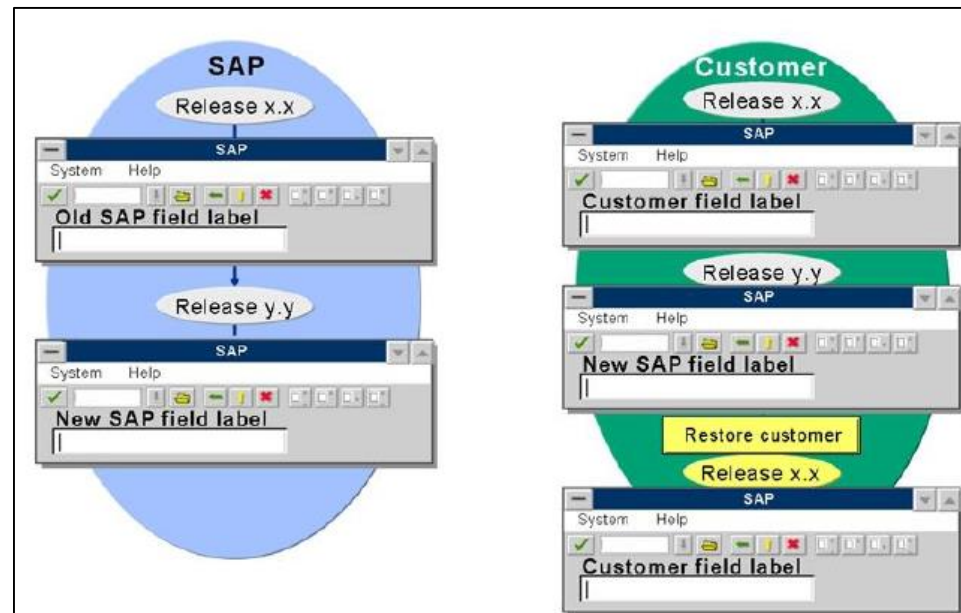 SAP
Release x.x
SAP
System Help
Old SAP field label
Release y.y
SAP
System Help
New SAP field label
Customer
Release x.x
SAP
System Help
Customer field label
Release y.y
SAP
System Help
New SAP field label
Restore customer
Release x.x
SAP
System Help
Customer field label